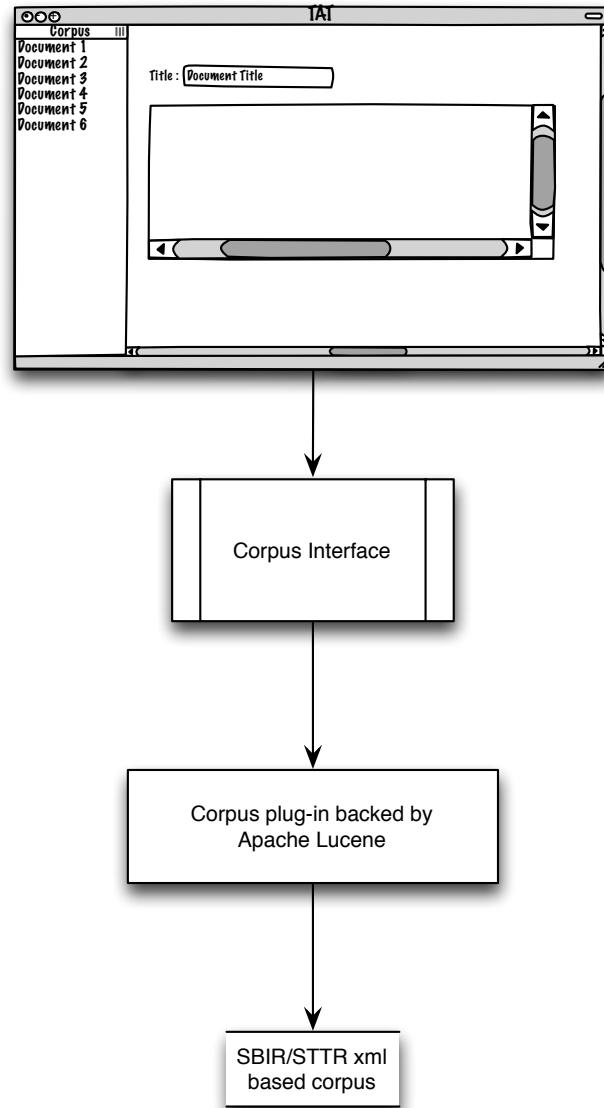 TAT
Corpus
Document 1
Document 2
Document 3
Document 4
Document 5
Document 6
Title : Document Title
Corpus Interface
Corpus plug-in backed by
Apache Lucene
SBIR/STTR xml
based corpus